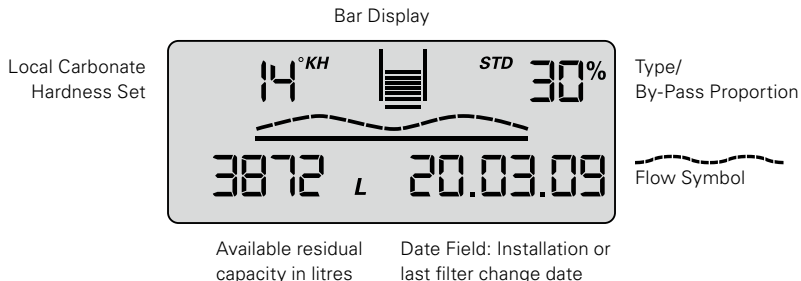 Bar Display
Local Carbonate
Hardness Set
14°KH
STD 30%
Type/
By-Pass Proportion
3872 L 20.03.09
Flow Symbol
Available residual
capacity in litres
Date Field: Installation or
last filter change date